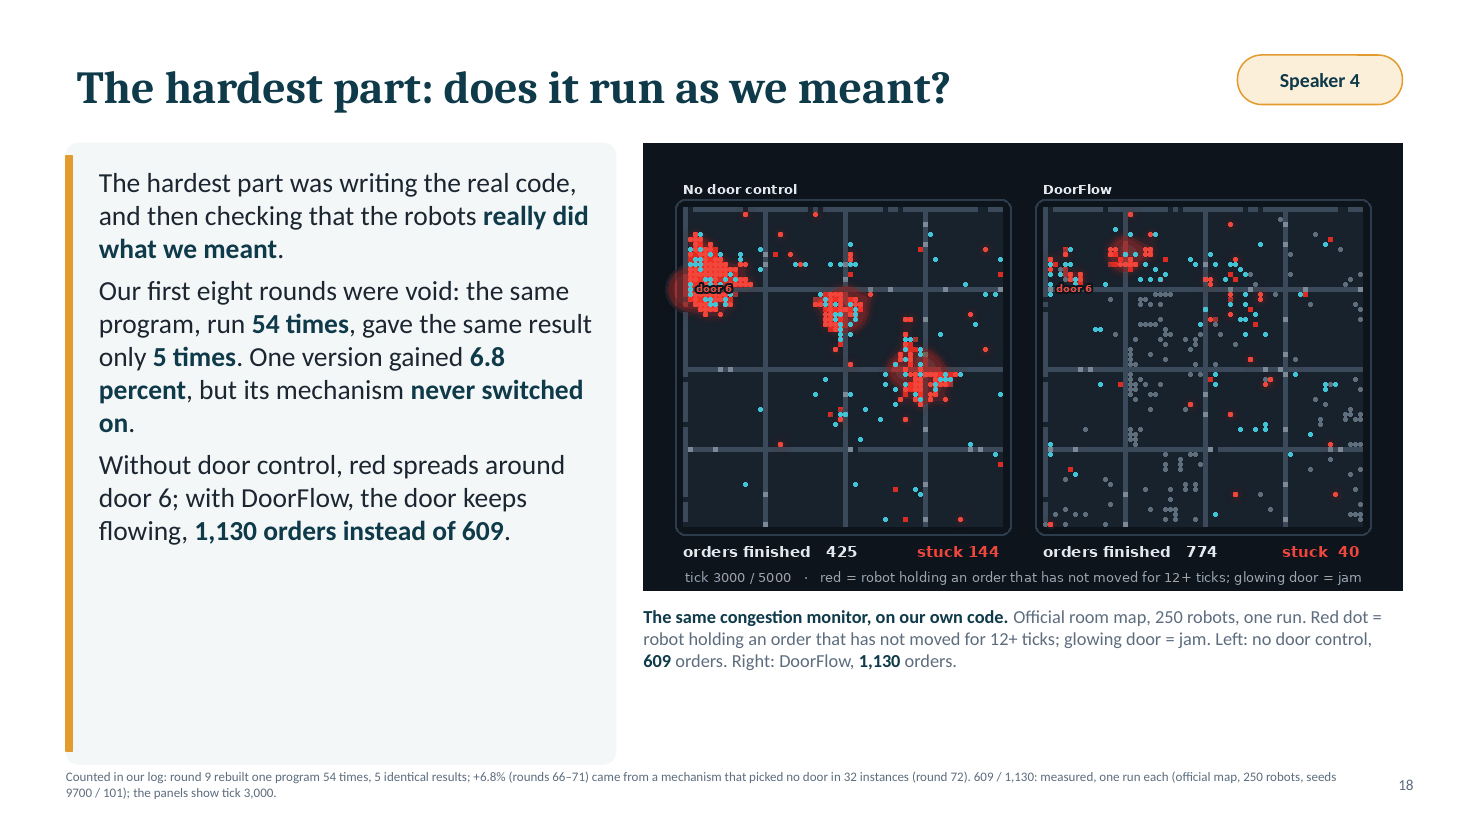 The hardest part: does it run as we meant?
Speaker 4
The hardest part was writing the real code,
and then checking that the robots really did
what we meant.
Our first eight rounds were void: the same
program, run 54 times, gave the same result
only 5 times. One version gained 6.8
percent, but its mechanism never switched
on.
Without door control, red spreads around
door 6; with DoorFlow, the door keeps
flowing, 1,130 orders instead of 609.
No door control
door 6
orders finished 425 stuck 144
DoorFlow
door 6
orders finished 774 stuck 40
tick 3000 / 5000 · red = robot holding an order that has not moved for 12+ ticks; glowing door = jam
The same congestion monitor, on our own code. Official room map, 250 robots, one run. Red dot =
robot holding an order that has not moved for 12+ ticks; glowing door = jam. Left: no door control,
609 orders. Right: DoorFlow, 1,130 orders.
Counted in our log: round 9 rebuilt one program 54 times, 5 identical results; +6.8% (rounds 66–71) came from a mechanism that picked no door in 32 instances (round 72). 609 / 1,130: measured, one run each (official map, 250 robots, seeds
9700 / 101); the panels show tick 3,000.
18